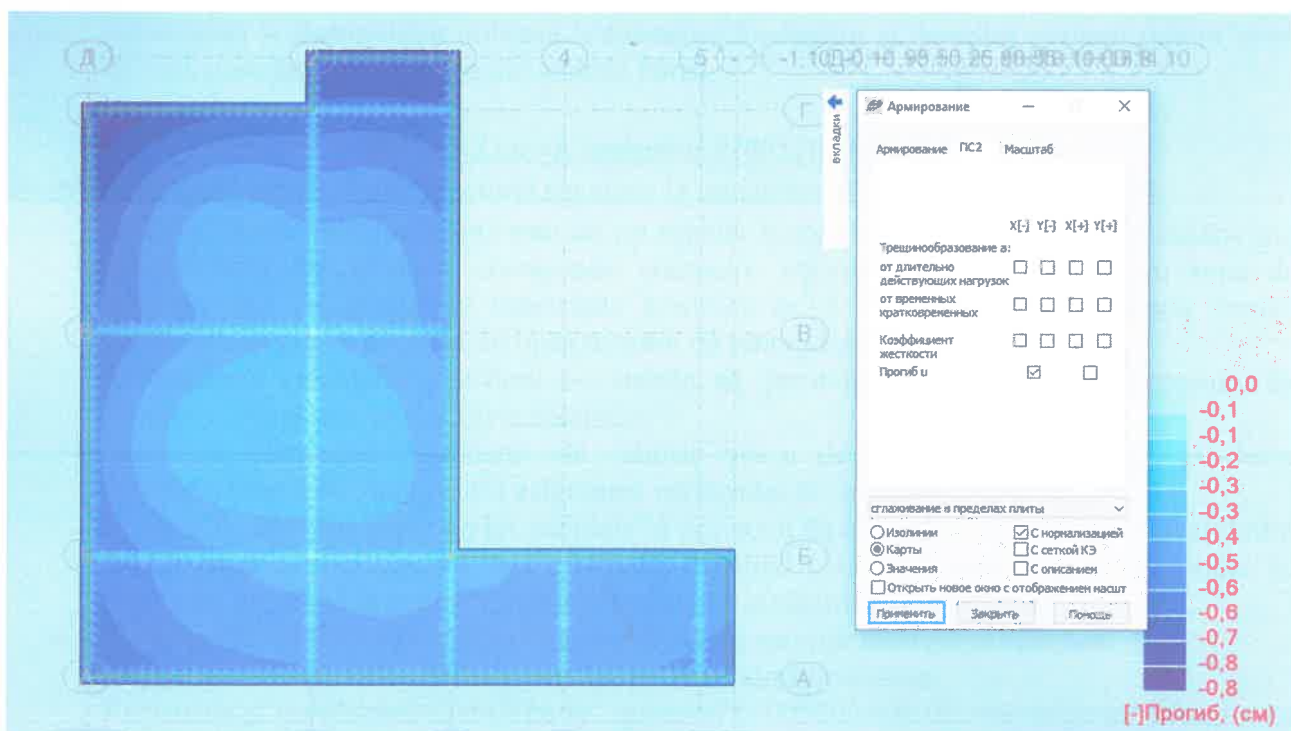 Д
4
5
Г
вкладки
Армирование
Армирование ПС2 Масштаб
X[-] Y[-] X[+] Y[+]
Трещинообразование а:
от длительно
действующих нагрузок
от временных
кратковременных
Коэффициент
жесткости
Прогиб u
В
0,0
-0,1
-0,1
-0,2
-0,3
-0,3
-0,4
-0,5
-0,6
-0,6
-0,7
-0,8
-0,8
[-]Прогиб, (см)
сглаживание в пределах плиты
Изолинии
С нормализацией
Карты
С сеткой КЭ
Значения
С описанием
Открыть новое окно с отображением масшт
Применить Закрыть Помощь
Б
А